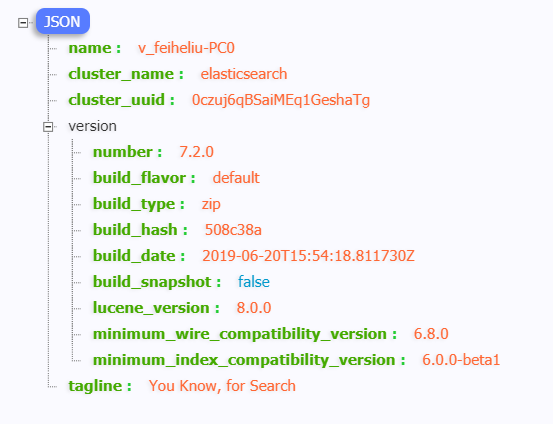 JSON
name : v_feiheliu-PC0
cluster_name : elasticsearch
cluster_uuid : 0czuj6qBSaiMEq1GeshaTg
version
number : 7.2.0
build_flavor : default
build_type : zip
build_hash : 508c38a
build_date : 2019-06-20T15:54:18.811730Z
build_snapshot : false
lucene_version : 8.0.0
minimum_wire_compatibility_version : 6.8.0
minimum_index_compatibility_version : 6.0.0-beta1
tagline : You Know, for Search